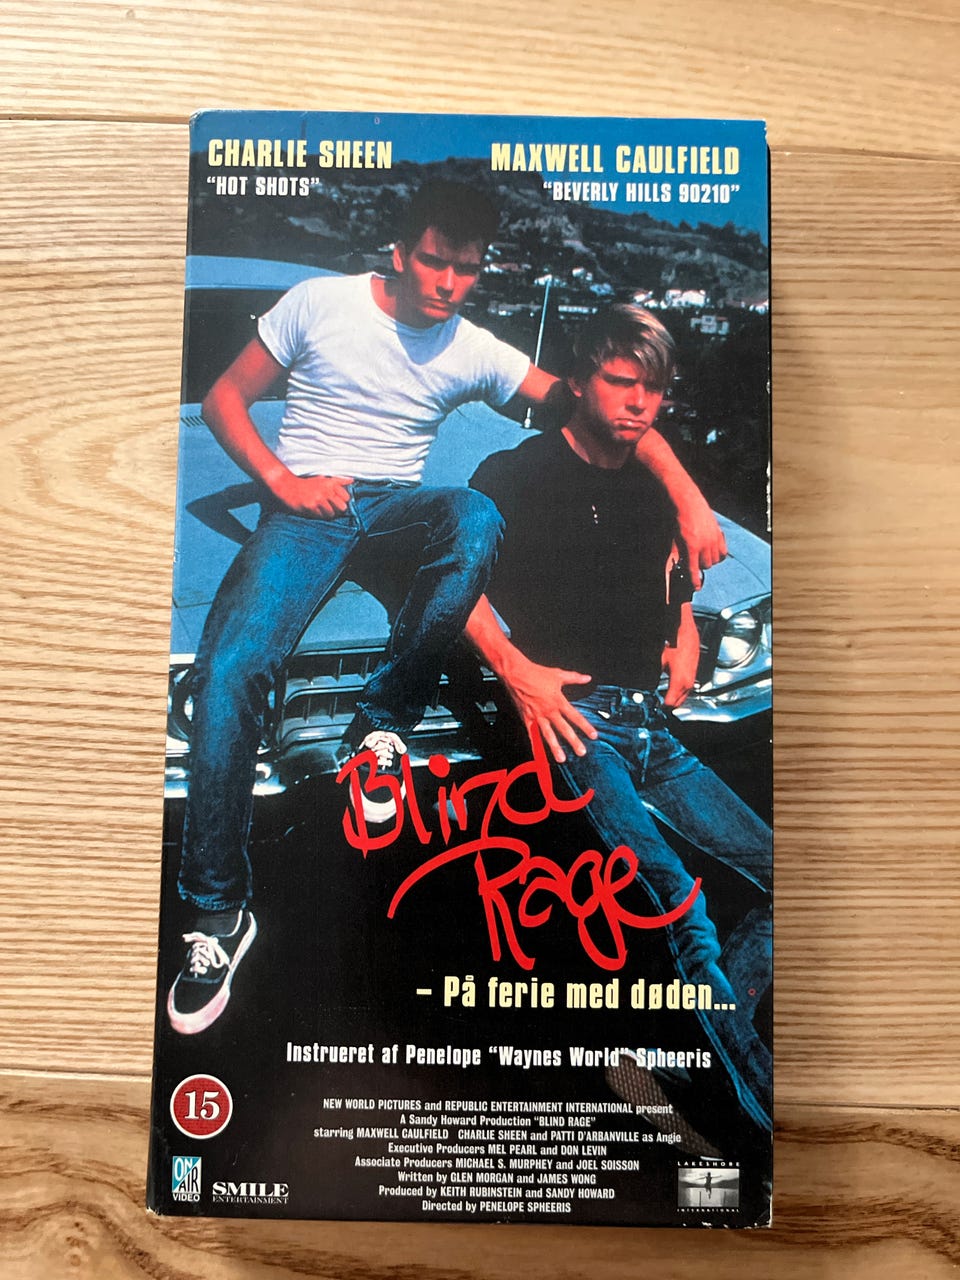 CHARLIE SHEEN
"HOT SHOTS"
MAXWELL CAULFIELD
"BEVERLY HILLS 90210"
Blind
Rage
– På ferie med døden...
Instrueret af Penelope "Waynes World" Spheeris
15
NEW WORLD PICTURES and REPUBLIC ENTERTAINMENT INTERNATIONAL present
A Sandy Howard Production "BLIND RAGE"
starring MAXWELL CAULFIELD CHARLIE SHEEN and PATTI D'ARBANVILLE as Angie
Executive Producers MEL PEARL and DON LEVIN
Associate Producers MICHAEL S. MURPHEY and JOEL SOISSON
Written by GLEN MORGAN and JAMES WONG
Produced by KEITH RUBINSTEIN and SANDY HOWARD
Directed by PENELOPE SPHEERIS
ON AIR
VIDEO
SMILE
ENTERTAINMENT
LAKESHORE
INTERNATIONAL